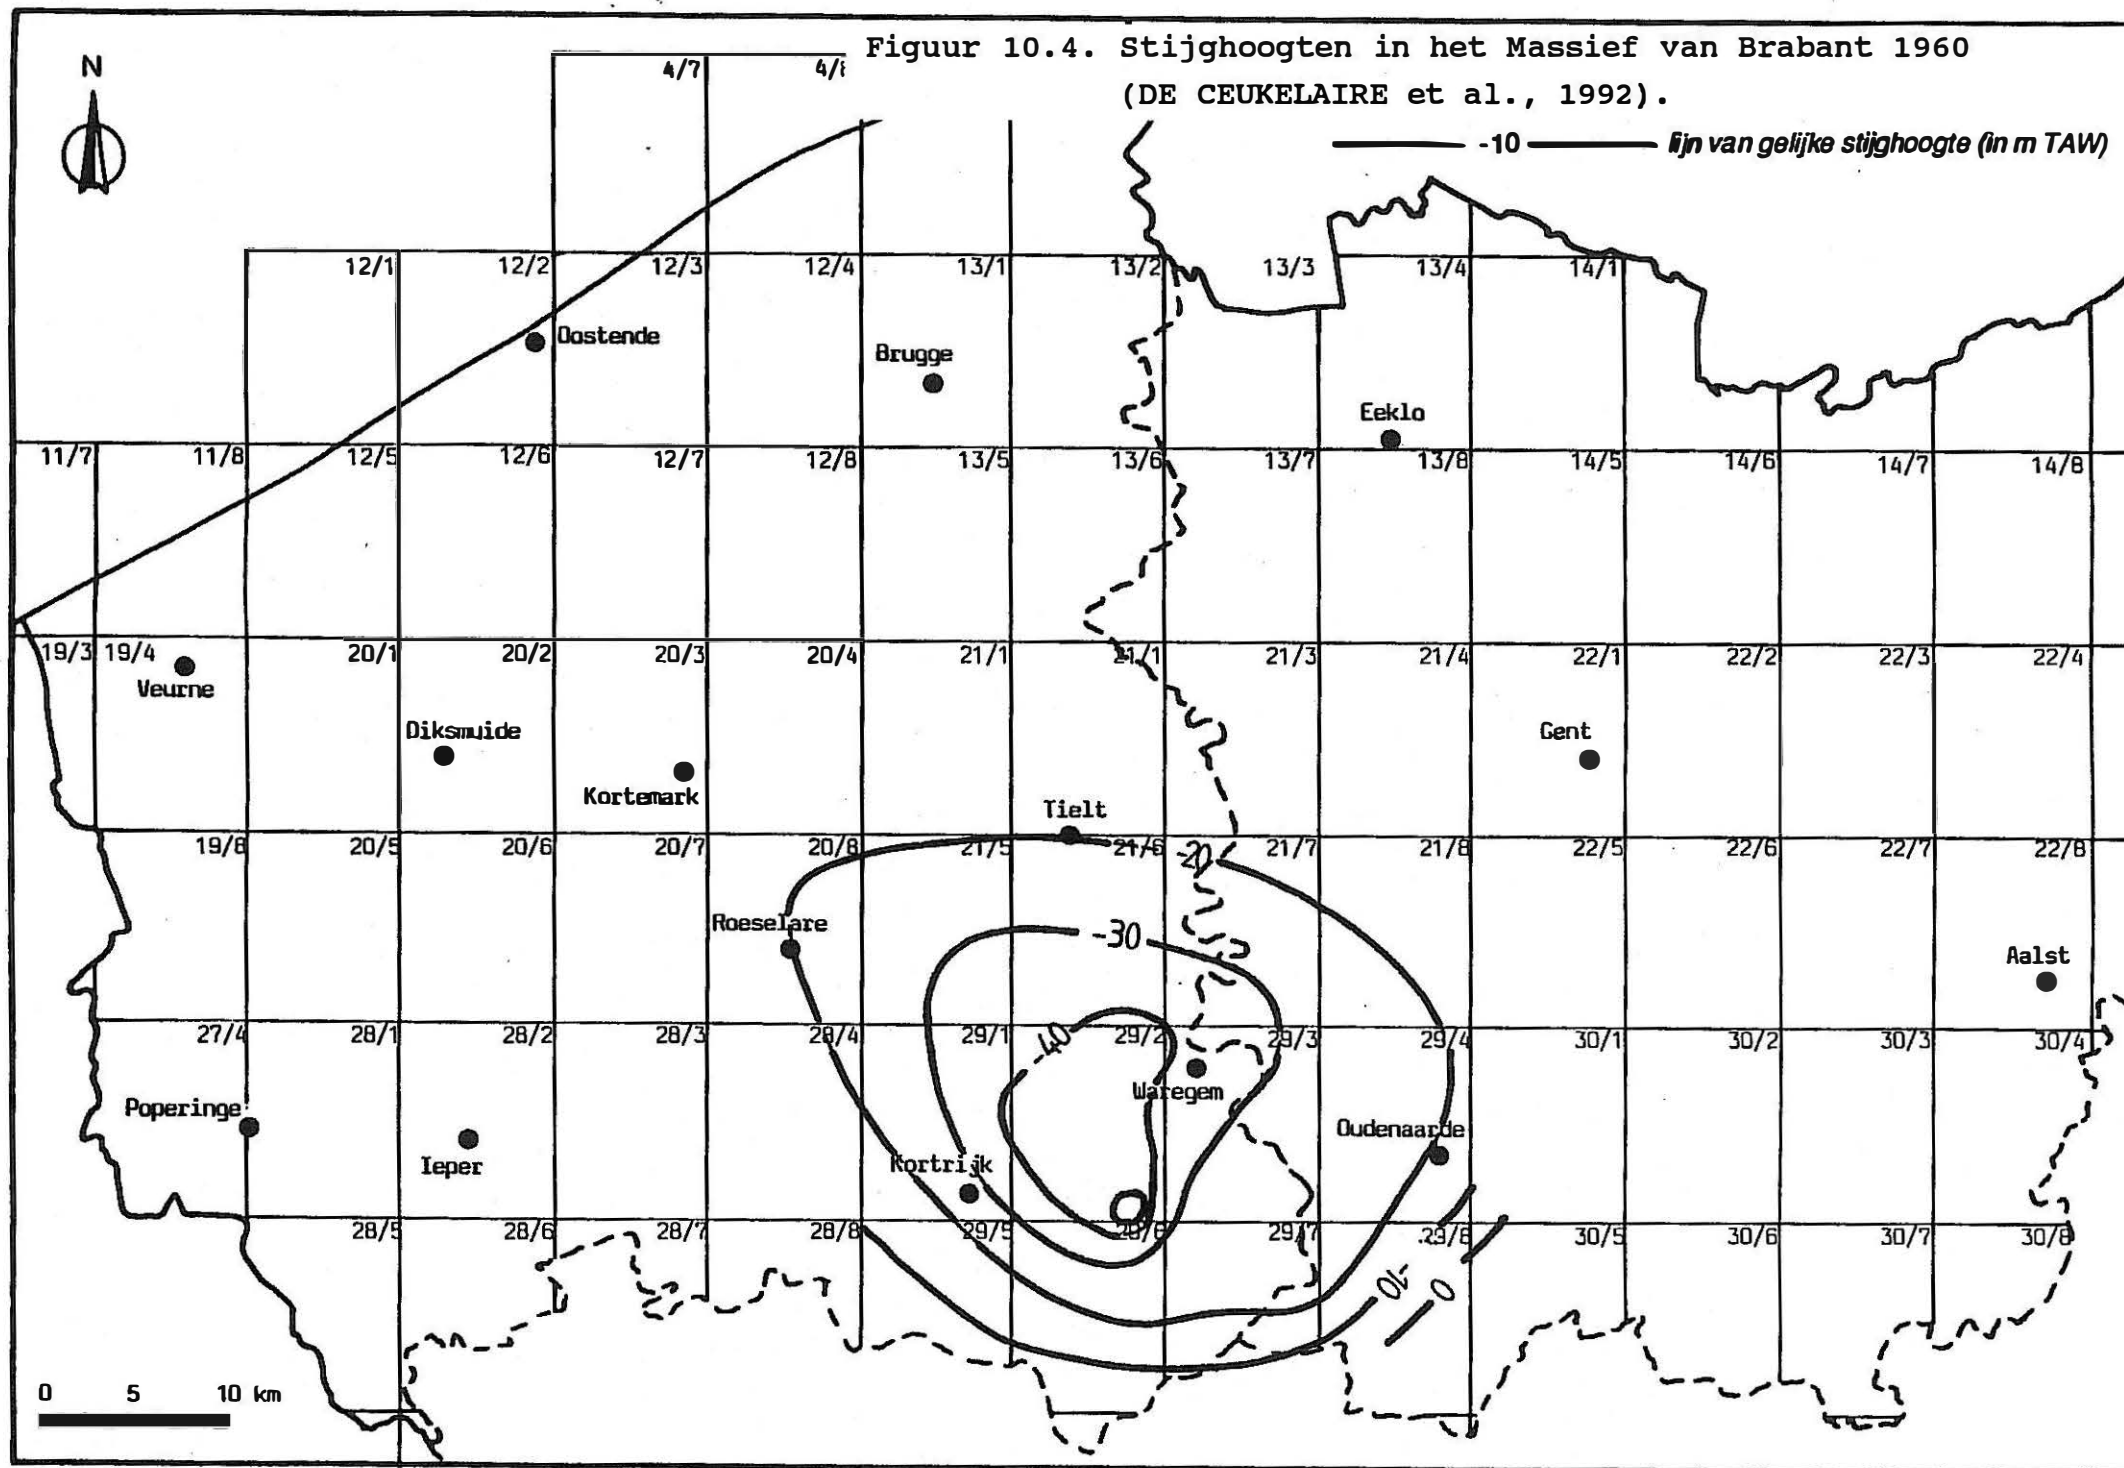 Figuur 10.4. Stijghoogten in het Massief van Brabant 1960
(DE CEUKELAIRE et al., 1992).
-10 lijn van gelijke stijghoogte (in m TAW)
N
4/7
12/1 12/2 12/3 12/4 13/1 13/2 13/3 13/4 14/1
Oostende
Brugge
Eeklo
11/7 11/8 12/5 12/6 12/7 12/8 13/5 13/6 13/7 13/8 14/5 14/6 14/7 14/8
19/3 19/4 20/1 20/2 20/3 20/4 21/1 21/1 21/3 21/4 22/1 22/2 22/3 22/4
Veurne
Diksmuide
Gent
Kortemark
Tielt
19/8 20/5 20/6 20/7 20/8 21/5 21/6 -20 21/7 21/8 22/5 22/6 22/7 22/8
Roeselare
-30
Aalst
27/4 28/1 28/2 28/3 28/4 29/1 -40 29/2 29/3 29/4 30/1 30/2 30/3 30/4
Waregem
Poperinge
Oudenaarde
Ieper
Kortrijk
28/5 28/6 28/7 28/8 29/5 29/7 30/5 30/6 30/7 30/8
-10
0
0 5 10 km